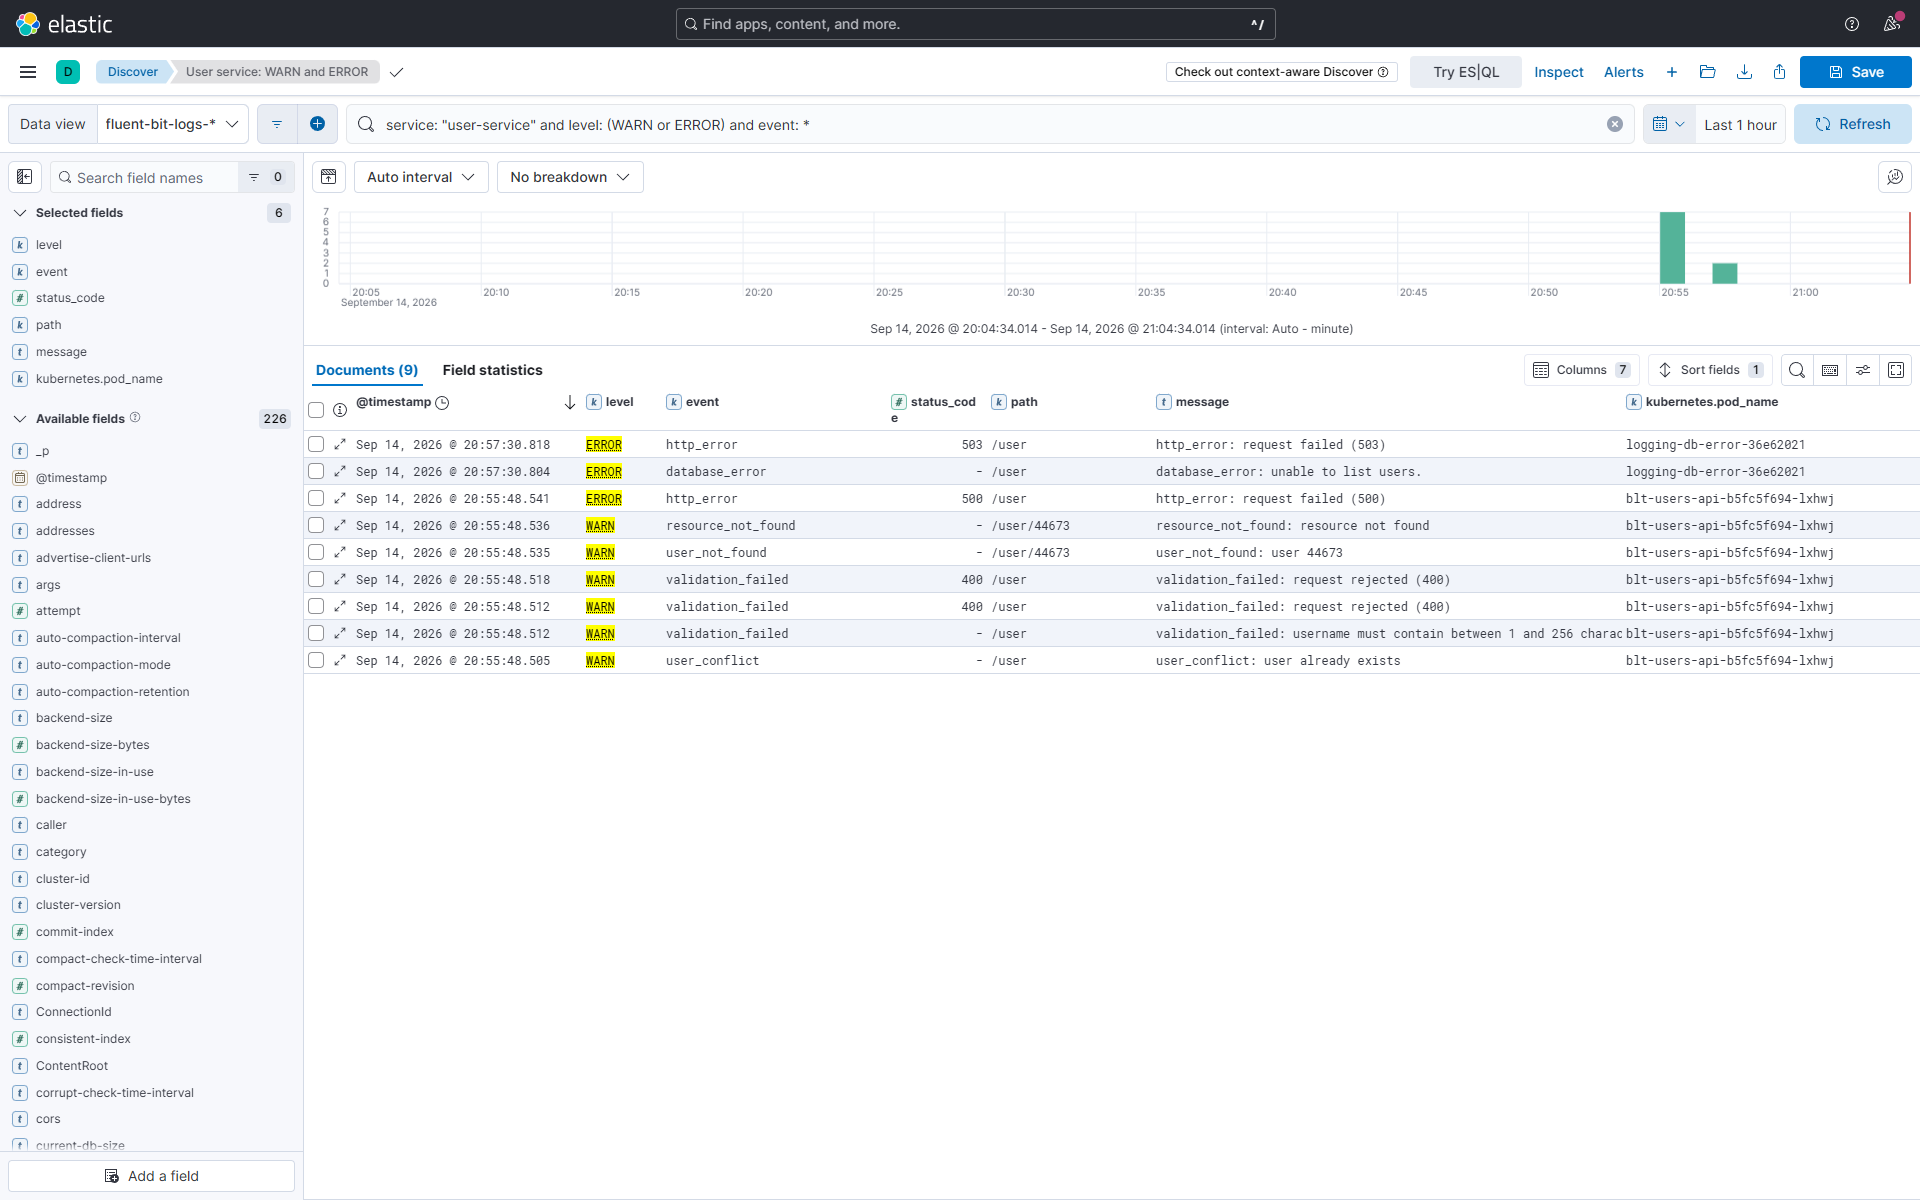 elastic
Find apps, content, and more.
^/
D
Discover
User service: WARN and ERROR
Check out context-aware Discover
Try ES|QL
Inspect
Alerts
Save
Data view
fluent-bit-logs-*
service: "user-service" and level: (WARN or ERROR) and event: *
Last 1 hour
Refresh
Search field names
0
Auto interval
No breakdown
Selected fields
6
k level
k event
# status_code
k path
t message
k kubernetes.pod_name
Available fields
226
t _p
@timestamp
t address
t addresses
t advertise-client-urls
t args
# attempt
t auto-compaction-interval
t auto-compaction-mode
t auto-compaction-retention
t backend-size
# backend-size-bytes
t backend-size-in-use
# backend-size-in-use-bytes
t caller
t category
t cluster-id
t cluster-version
# commit-index
t compact-check-time-interval
# compact-revision
t ConnectionId
# consistent-index
t ContentRoot
t corrupt-check-time-interval
t cors
t current-db-size
Add a field
7
6
5
4
3
2
1
0
20:05
20:10
20:15
20:20
20:25
20:30
20:35
20:40
20:45
20:50
20:55
21:00
September 14, 2026
Sep 14, 2026 @ 20:04:34.014 - Sep 14, 2026 @ 21:04:34.014 (interval: Auto - minute)
Documents (9)
Field statistics
Columns 7
Sort fields 1
@timestamp k level k event # status_code k path t message k kubernetes.pod_name
Sep 14, 2026 @ 20:57:30.818 ERROR http_error 503 /user http_error: request failed (503) logging-db-error-36e62021
Sep 14, 2026 @ 20:57:30.804 ERROR database_error - /user database_error: unable to list users. logging-db-error-36e62021
Sep 14, 2026 @ 20:55:48.541 ERROR http_error 500 /user http_error: request failed (500) blt-users-api-b5fc5f694-lxhwj
Sep 14, 2026 @ 20:55:48.536 WARN resource_not_found - /user/44673 resource_not_found: resource not found blt-users-api-b5fc5f694-lxhwj
Sep 14, 2026 @ 20:55:48.535 WARN user_not_found - /user/44673 user_not_found: user 44673 blt-users-api-b5fc5f694-lxhwj
Sep 14, 2026 @ 20:55:48.518 WARN validation_failed 400 /user validation_failed: request rejected (400) blt-users-api-b5fc5f694-lxhwj
Sep 14, 2026 @ 20:55:48.512 WARN validation_failed 400 /user validation_failed: request rejected (400) blt-users-api-b5fc5f694-lxhwj
Sep 14, 2026 @ 20:55:48.512 WARN validation_failed - /user validation_failed: username must contain between 1 and 256 charac blt-users-api-b5fc5f694-lxhwj
Sep 14, 2026 @ 20:55:48.505 WARN user_conflict - /user user_conflict: user already exists blt-users-api-b5fc5f694-lxhwj